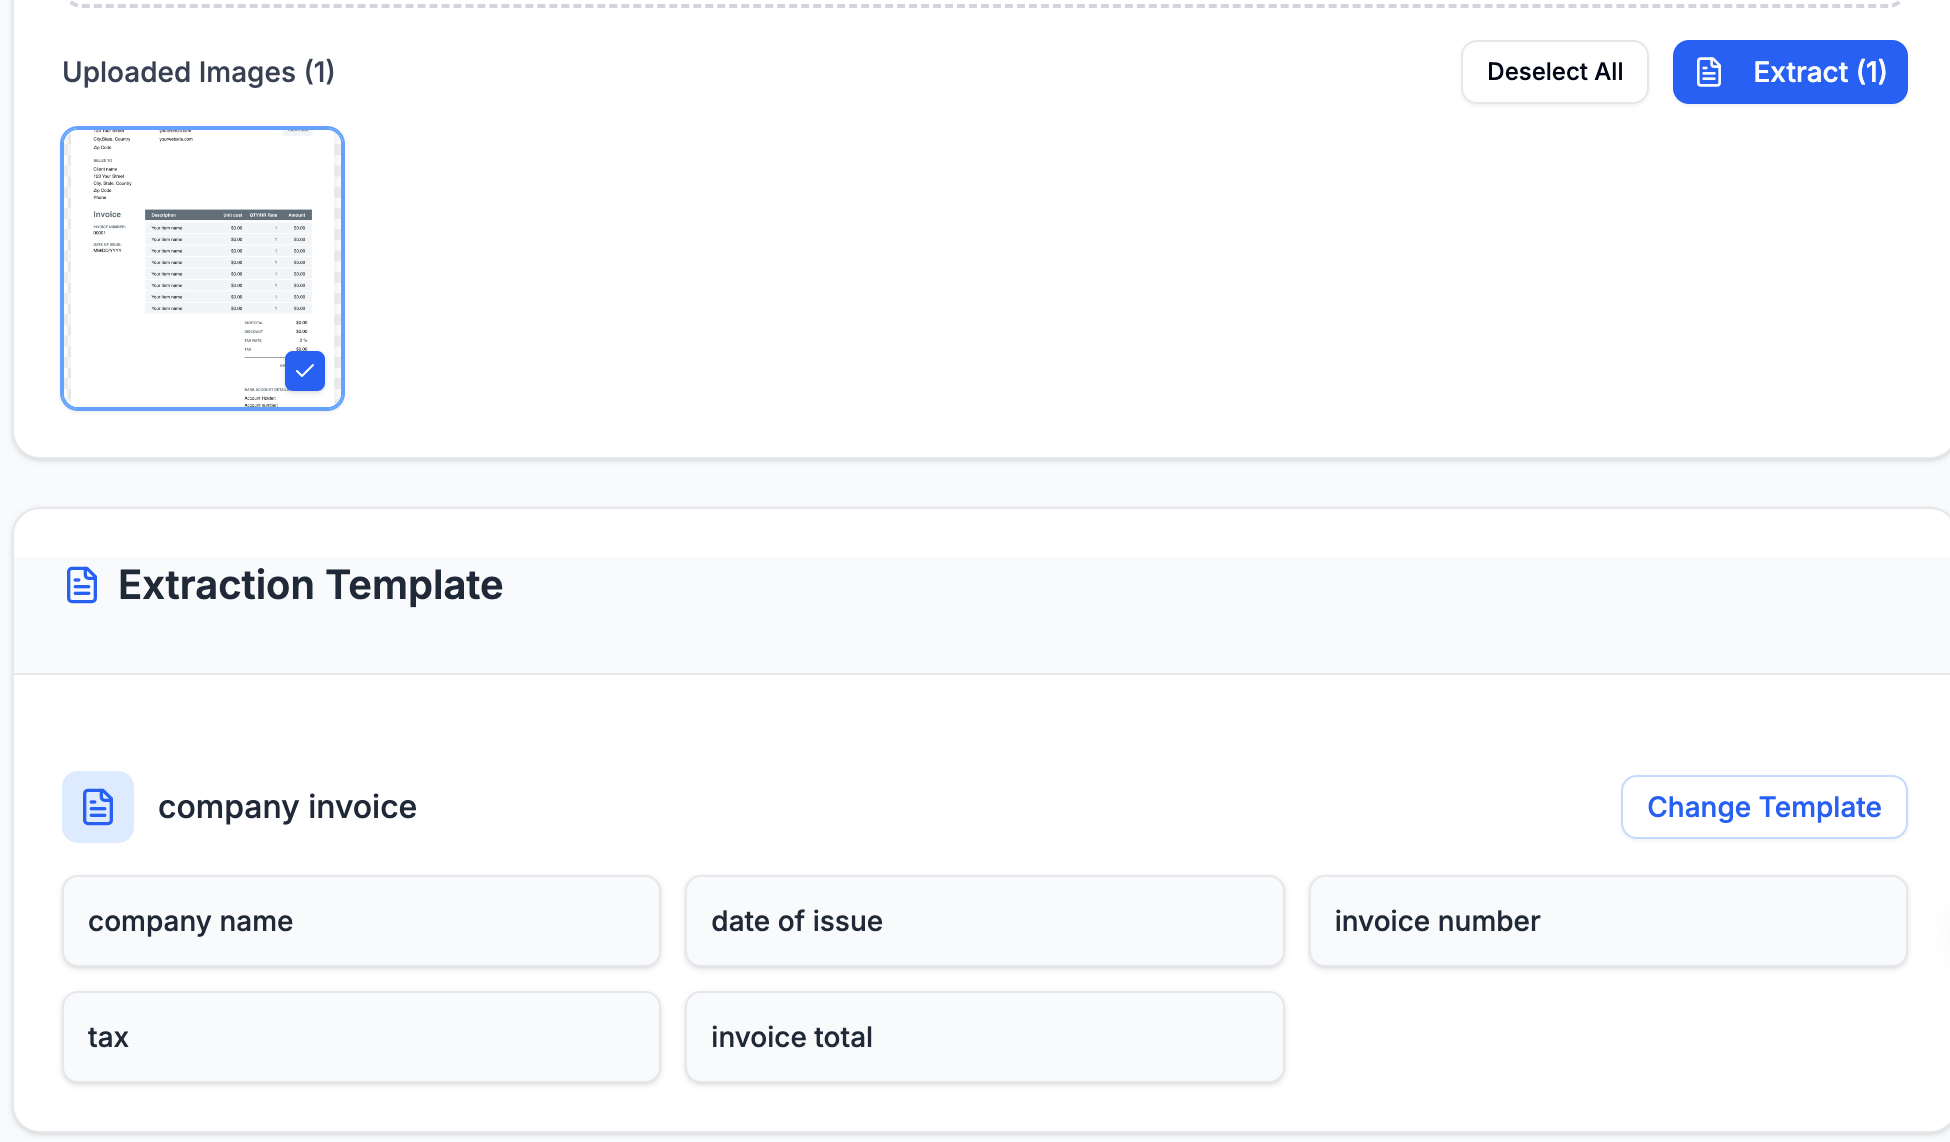 Uploaded Images (1)
Deselect All
Extract (1)
123 Your Street yourwebsite.com
City, State, Country yourwebsite.com
Zip Code
BILLED TO
Client name
123 Your Street
City, State, Country
Zip Code
Phone
Invoice
INVOICE NUMBER:
00001
DATE OF ISSUE:
MM/DD/YYYY
Description Unit cost QTY/HR Rate Amount
Your item name $0.00 1 $0.00
Your item name $0.00 1 $0.00
Your item name $0.00 1 $0.00
Your item name $0.00 1 $0.00
Your item name $0.00 1 $0.00
Your item name $0.00 1 $0.00
Your item name $0.00 1 $0.00
Your item name $0.00 1 $0.00
SUBTOTAL $0.00
DISCOUNT $0.00
TAX RATE %
TAX $0.00
BANK ACCOUNT DETAILS
Account Holder:
Account number:
Extraction Template
company invoice
Change Template
company name
date of issue
invoice number
tax
invoice total